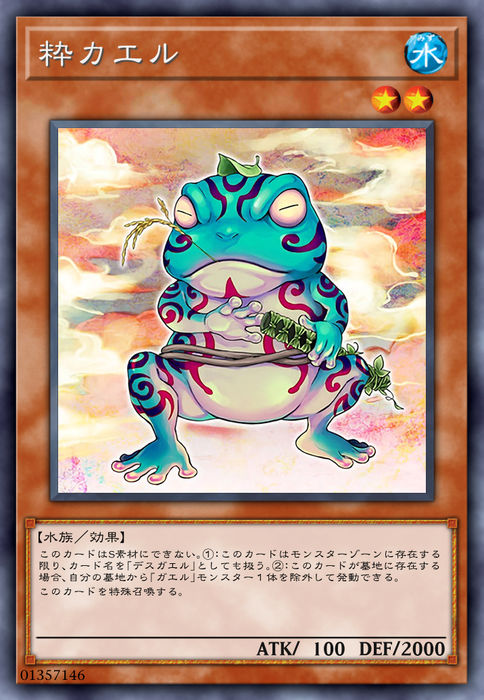 粋カエル
みず
水
【水族／効果】
このカードはS素材にできない。①：このカードはモンスターゾーンに存在する
限り、カード名を「デスガエル」としても扱う。②：このカードが墓地に存在する
場合、自分の墓地から「ガエル」モンスター１体を除外して発動できる。
このカードを特殊召喚する。
ATK/ 100 DEF/2000
01357146